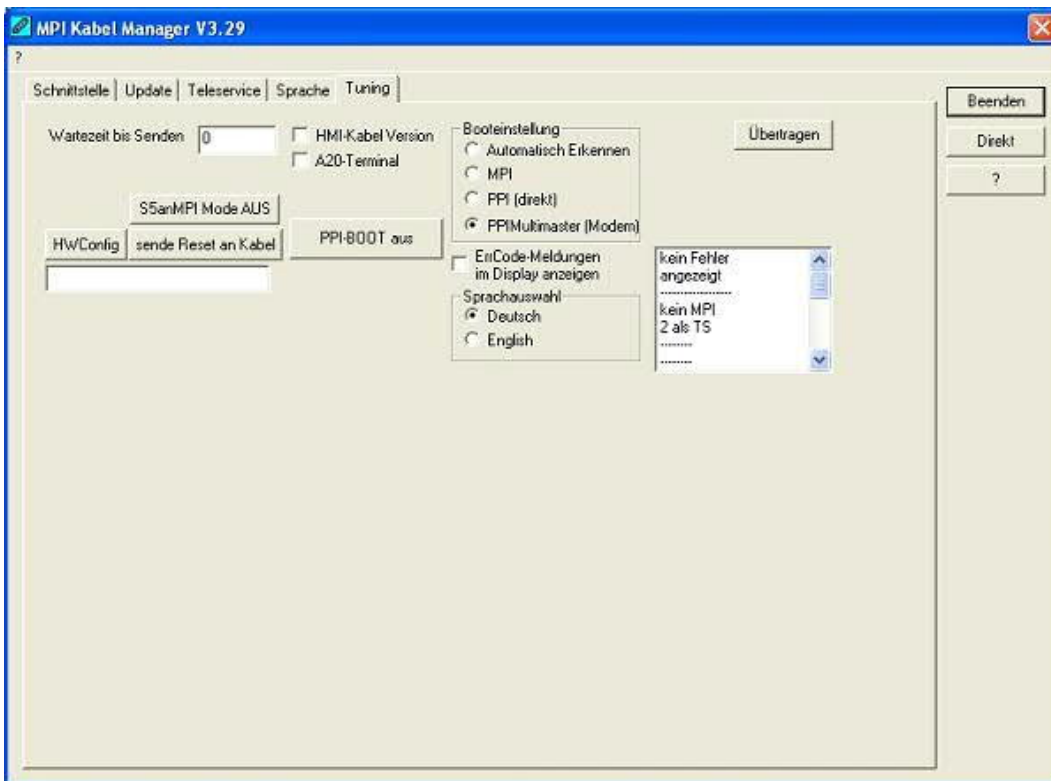 MPI Kabel Manager V3.29
?
Schnittstelle
Update
Teleservice
Sprache
Tuning
Beenden
Direkt
?
Wartezeit bis Senden 0
HMI-Kabel Version
A20-Terminal
S5anMPI Mode AUS
HWConfig
sende Reset an Kabel
PPI-BOOT aus
Booteinstellung
Automatisch Erkennen
MPI
PPI (direkt)
PPIMultimaster (Modem)
Übertragen
ErrCode-Meldungen
im Display anzeigen
Sprachauswahl
Deutsch
English
kein Fehler
angezeigt
------------------
kein MPI
2 als TS
--------
--------